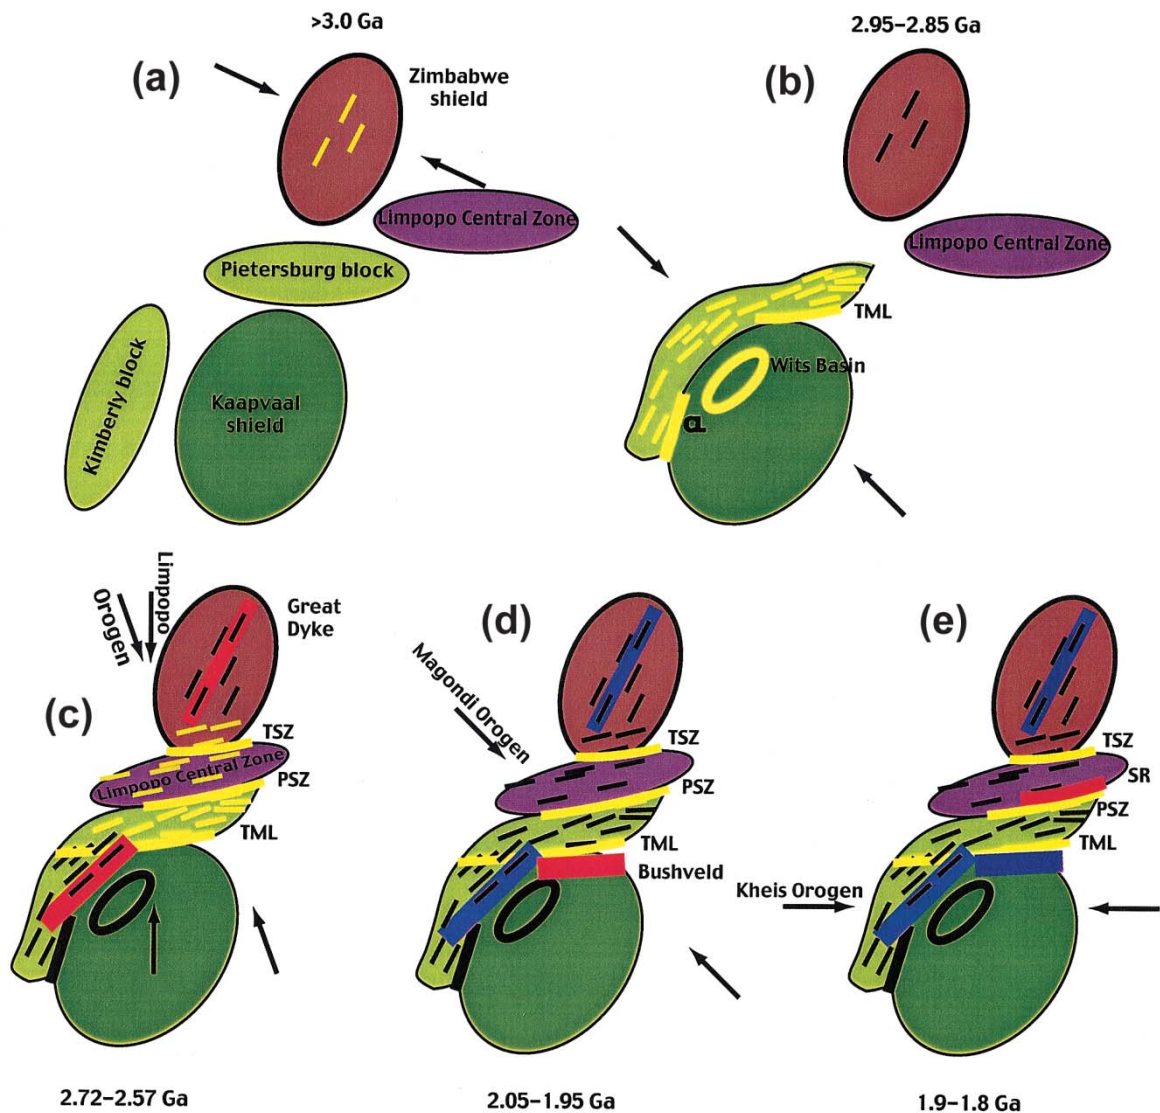 >3.0 Ga
(a)
Zimbabwe
shield
Limpopo Central Zone
Pietersburg block
Kimberly block
Kaapvaal
shield
2.95–2.85 Ga
(b)
Limpopo Central Zone
TML
Wits Basin
CL
Limpopo
Orogen
(c)
Great
Dyke
TSZ
Limpopo Central Zone
PSZ
TML
2.72–2.57 Ga
(d)
Magondi Orogen
TSZ
PSZ
TML
Bushveld
2.05–1.95 Ga
(e)
TSZ
SR
PSZ
TML
Kheis Orogen
1.9–1.8 Ga